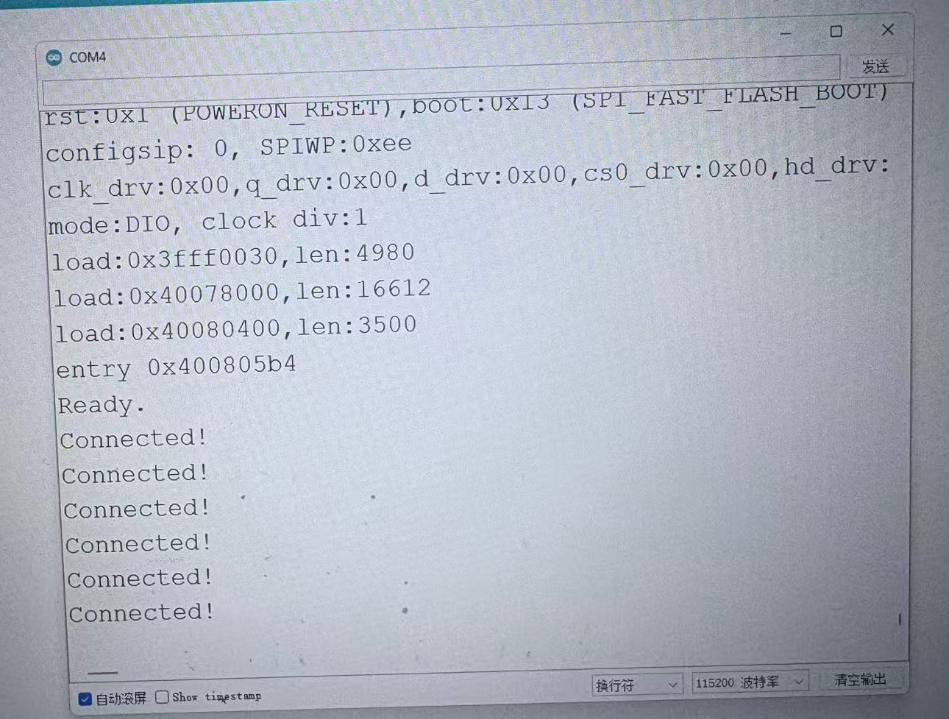 COM4
发送
rst:0x1 (POWERON_RESET),boot:0x13 (SPI_FAST_FLASH_BOOT)
configsip: 0, SPIWP:0xee
clk_drv:0x00,q_drv:0x00,d_drv:0x00,cs0_drv:0x00,hd_drv:
mode:DIO, clock div:1
load:0x3fff0030,len:4980
load:0x40078000,len:16612
load:0x40080400,len:3500
entry 0x400805b4
Ready.
Connected!
Connected!
Connected!
Connected!
Connected!
Connected!
自动滚屏 Show timestamp 换行符 115200 波特率 清空输出